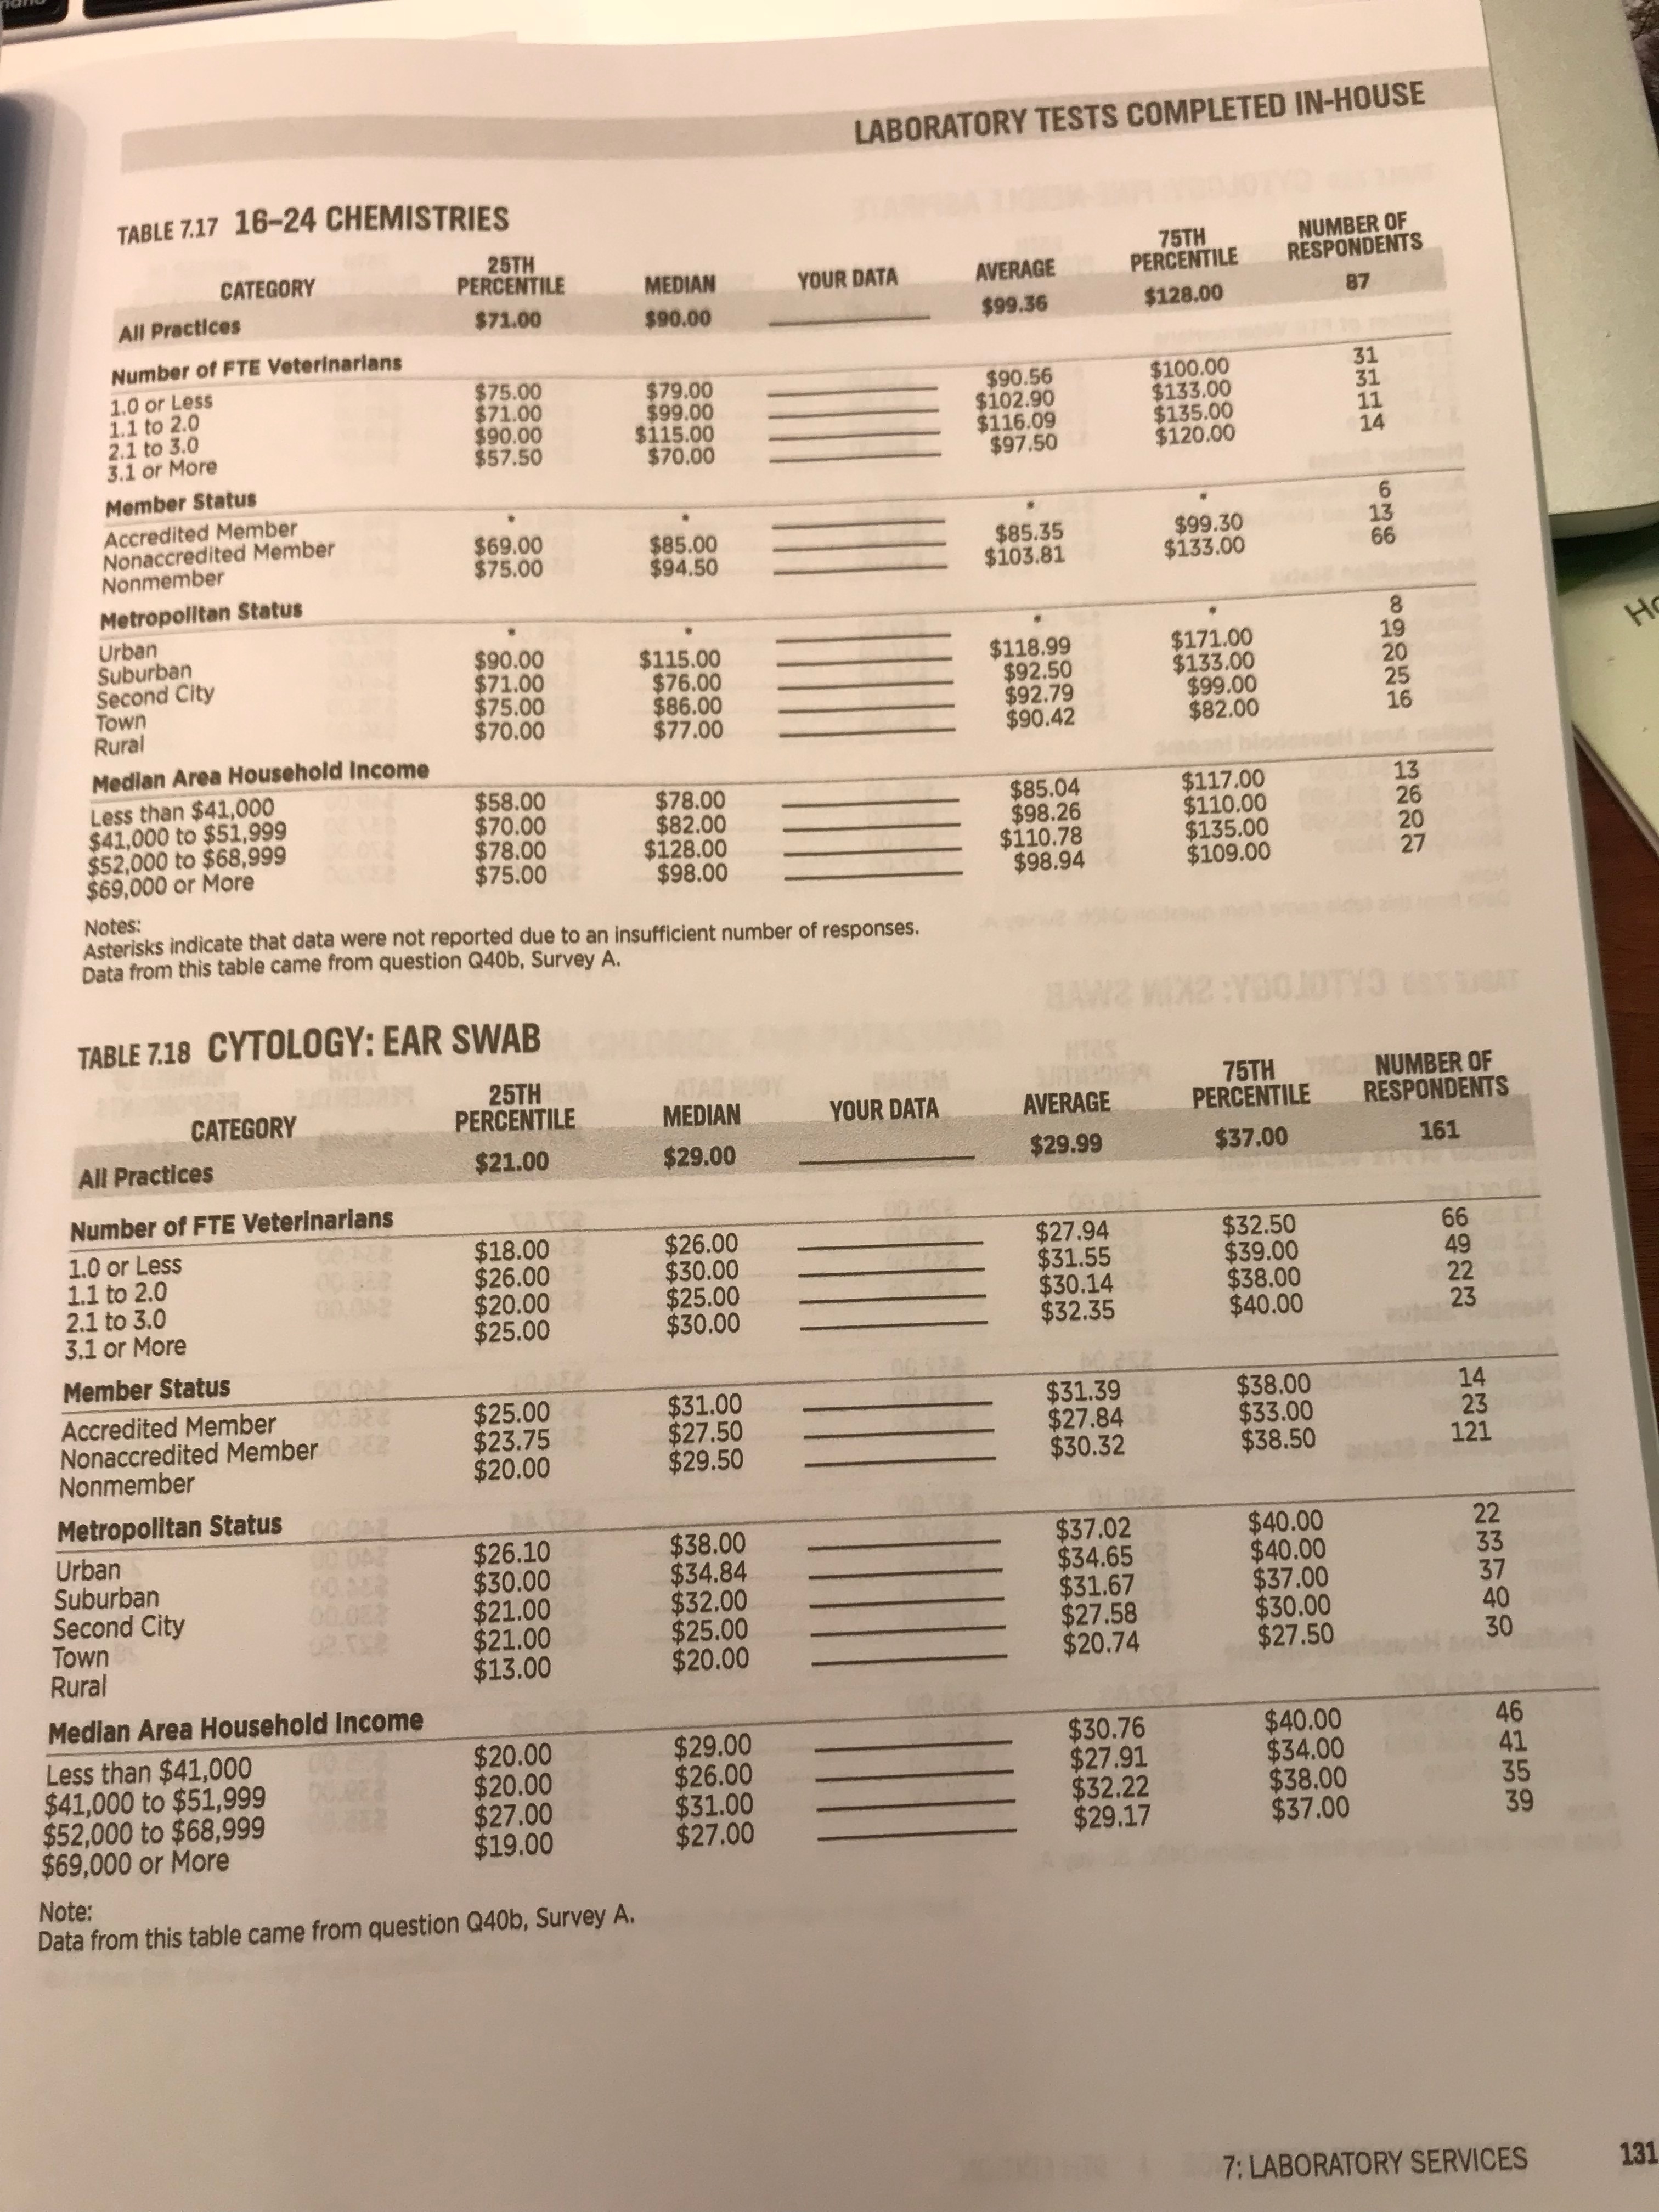 LABORATORY TESTS COMPLETED IN-HOUSE
TABLE 7.17 16–24 CHEMISTRIES
CATEGORY 25TH PERCENTILE MEDIAN YOUR DATA AVERAGE 75TH PERCENTILE NUMBER OF RESPONDENTS
All Practices $71.00 $90.00 $99.36 $128.00 87
Number of FTE Veterinarians
1.0 or Less $75.00 $79.00 $90.56 $100.00 31
1.1 to 2.0 $71.00 $99.00 $102.90 $133.00 31
2.1 to 3.0 $90.00 $115.00 $116.09 $135.00 11
3.1 or More $57.50 $70.00 $97.50 $120.00 14
Member Status
Accredited Member * * * * 6
Nonaccredited Member $69.00 $85.00 $85.35 $99.30 13
Nonmember $75.00 $94.50 $103.81 $133.00 66
Metropolitan Status
Urban * * * * 8
Suburban $90.00 $115.00 $118.99 $171.00 19
Second City $71.00 $76.00 $92.50 $133.00 20
Town $75.00 $86.00 $92.79 $99.00 25
Rural $70.00 $77.00 $90.42 $82.00 16
Median Area Household Income
Less than $41,000 $58.00 $78.00 $85.04 $117.00 13
$41,000 to $51,999 $70.00 $82.00 $98.26 $110.00 26
$52,000 to $68,999 $78.00 $128.00 $110.78 $135.00 20
$69,000 or More $75.00 $98.00 $98.94 $109.00 27
Notes:
Asterisks indicate that data were not reported due to an insufficient number of responses.
Data from this table came from question Q40b, Survey A.
TABLE 7.18 CYTOLOGY: EAR SWAB
CATEGORY 25TH PERCENTILE MEDIAN YOUR DATA AVERAGE 75TH PERCENTILE NUMBER OF RESPONDENTS
All Practices $21.00 $29.00 $29.99 $37.00 161
Number of FTE Veterinarians
1.0 or Less $18.00 $26.00 $27.94 $32.50 66
1.1 to 2.0 $26.00 $30.00 $31.55 $39.00 49
2.1 to 3.0 $20.00 $25.00 $30.14 $38.00 22
3.1 or More $25.00 $30.00 $32.35 $40.00 23
Member Status
Accredited Member $25.00 $31.00 $31.39 $38.00 14
Nonaccredited Member $23.75 $27.50 $27.84 $33.00 23
Nonmember $20.00 $29.50 $30.32 $38.50 121
Metropolitan Status
Urban $26.10 $38.00 $37.02 $40.00 22
Suburban $30.00 $34.84 $34.65 $40.00 33
Second City $21.00 $32.00 $31.67 $37.00 37
Town $21.00 $25.00 $27.58 $30.00 40
Rural $13.00 $20.00 $20.74 $27.50 30
Median Area Household Income
Less than $41,000 $20.00 $29.00 $30.76 $40.00 46
$41,000 to $51,999 $20.00 $26.00 $27.91 $34.00 41
$52,000 to $68,999 $27.00 $31.00 $32.22 $38.00 35
$69,000 or More $19.00 $27.00 $29.17 $37.00 39
Note:
Data from this table came from question Q40b, Survey A.
7: LABORATORY SERVICES 131